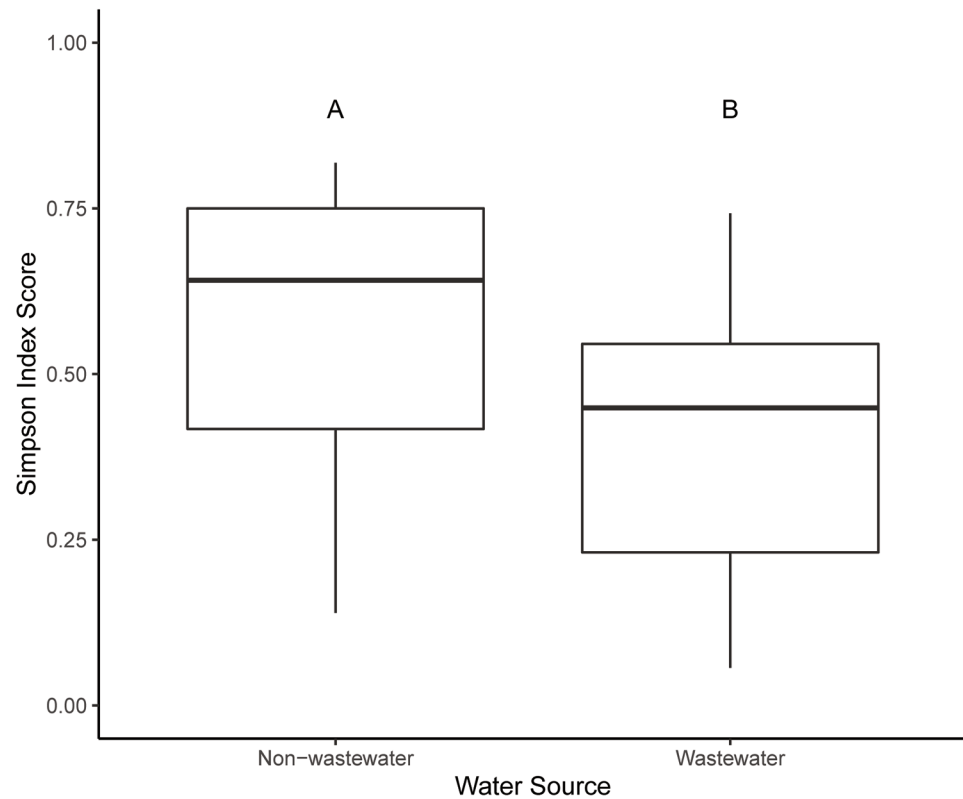 1.00
A
B
0.75
Simpson Index Score
0.50
0.25
0.00
Non−wastewater
Wastewater
Water Source